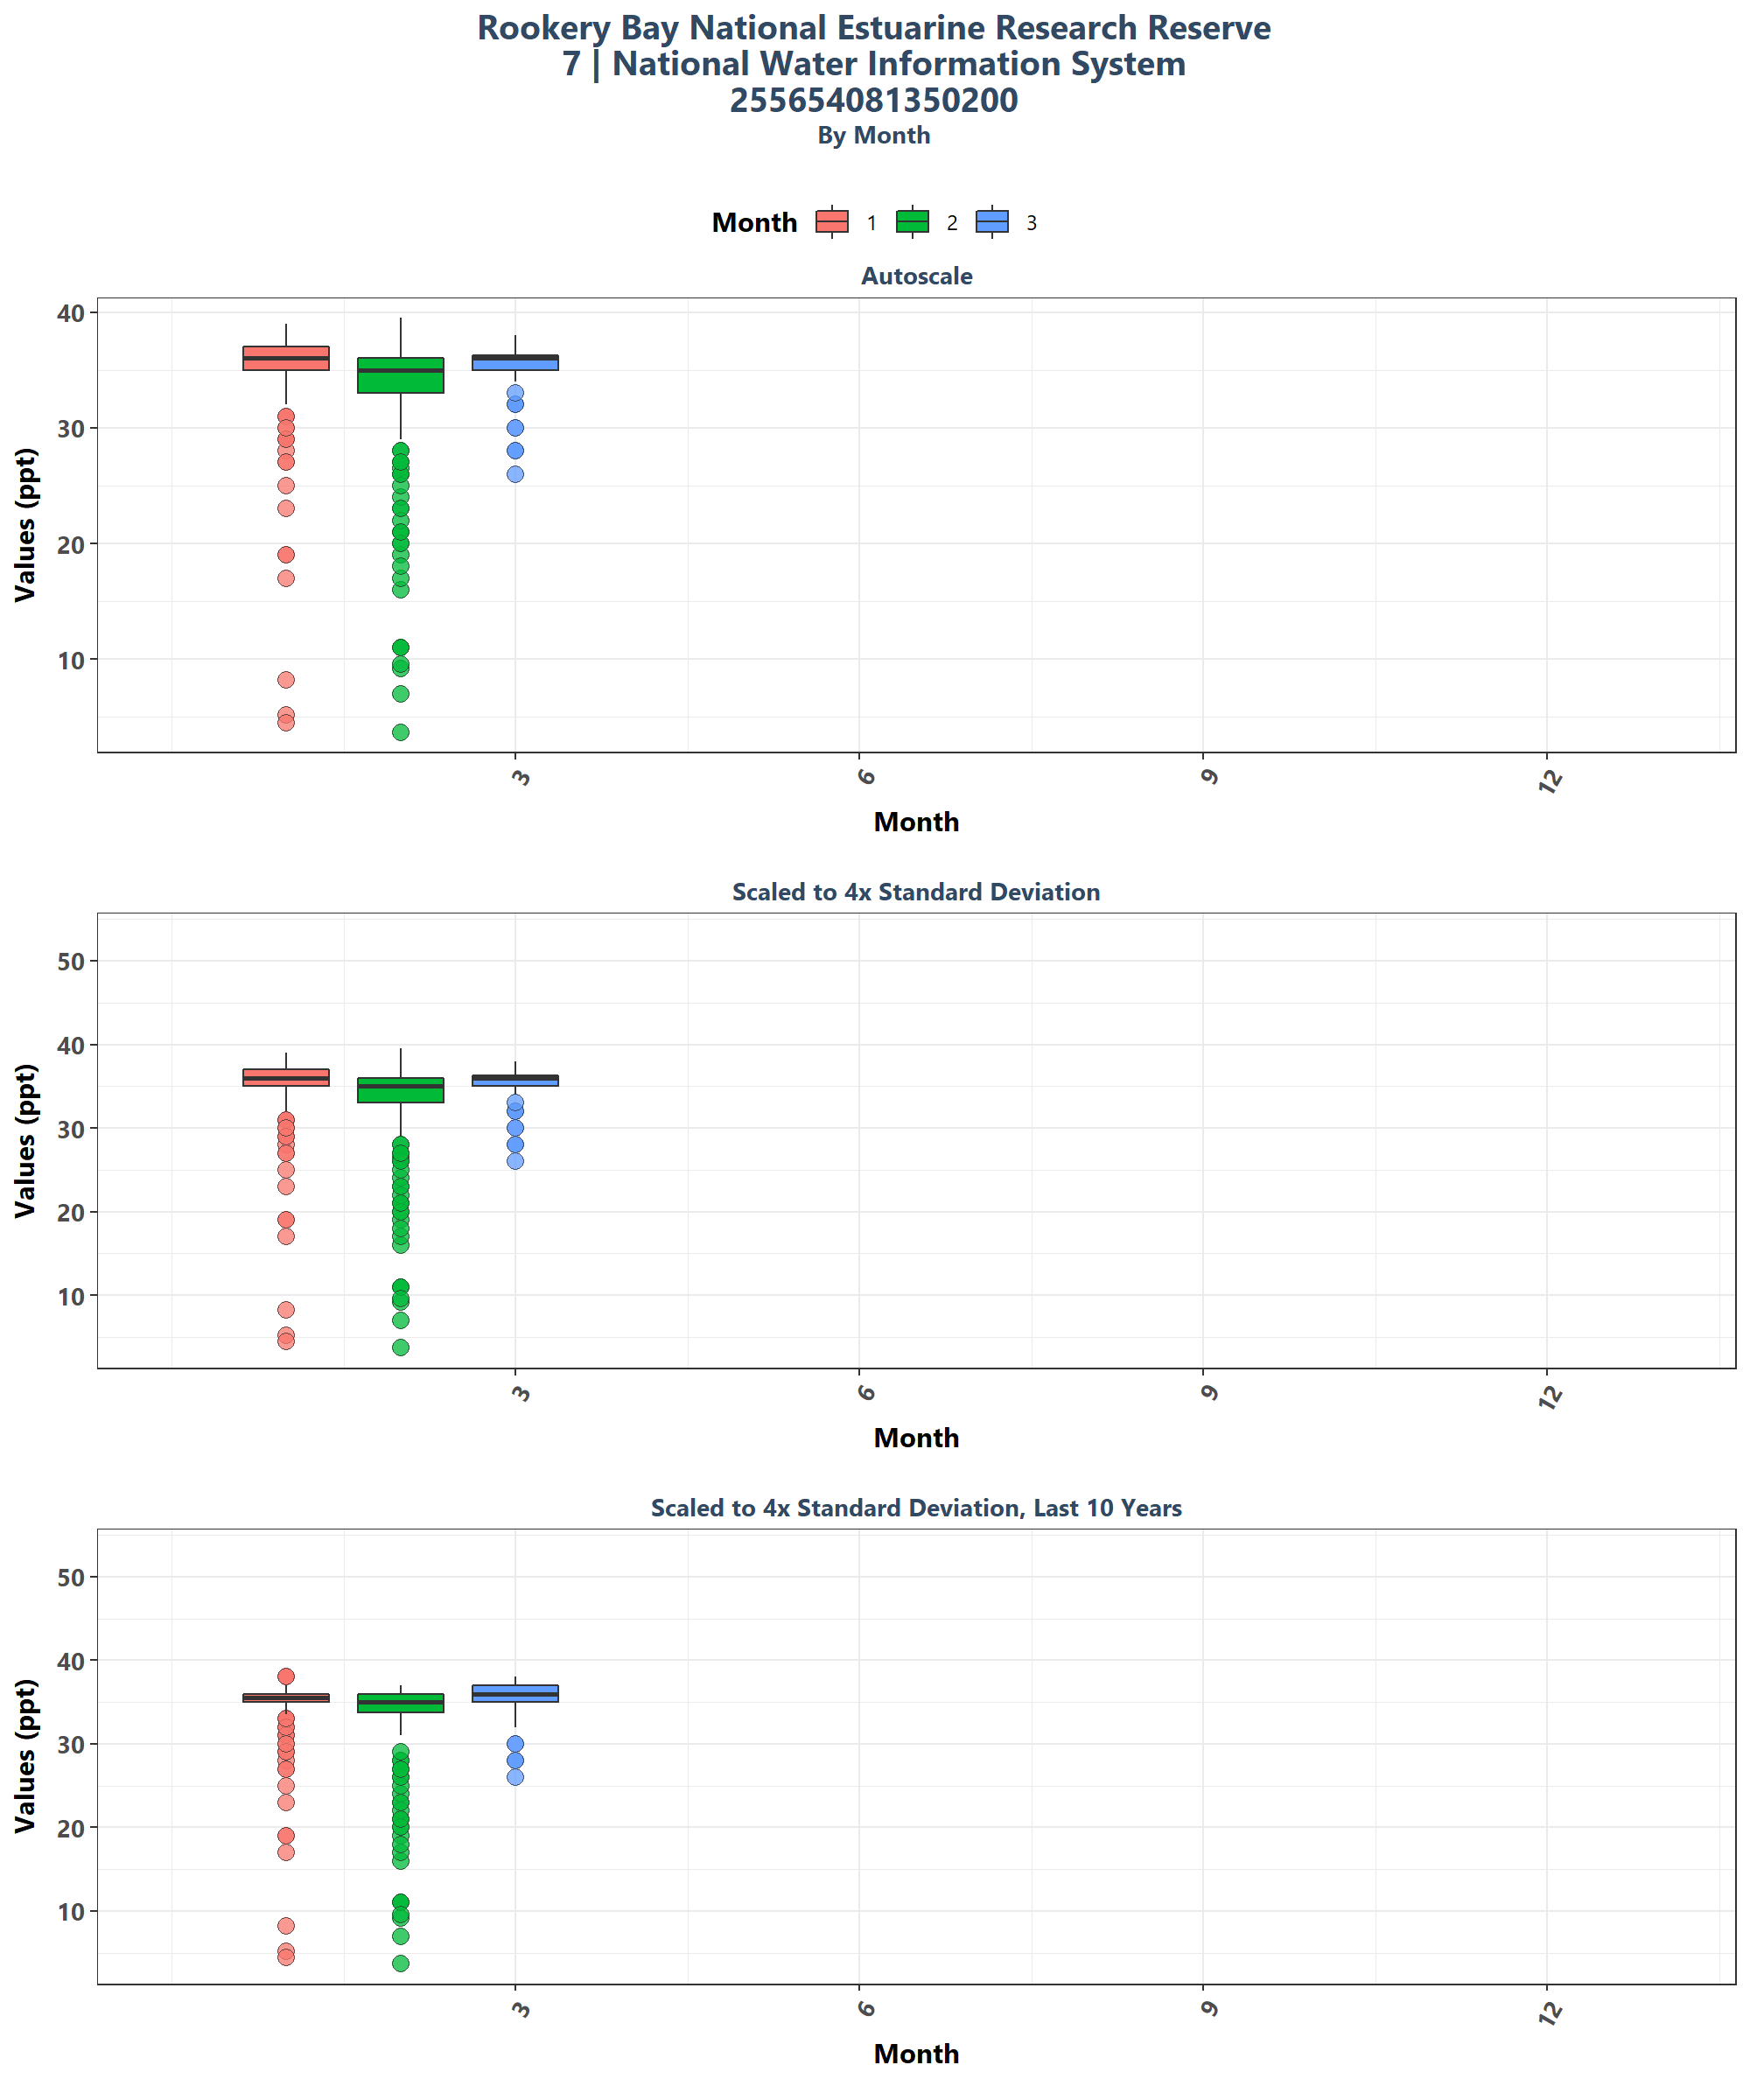 Rookery Bay National Estuarine Research Reserve
7 | National Water Information System
255654081350200
By Month
Month 1 2 3
Autoscale
Values (ppt)
40
30
20
10
3 6 9 12
Month
Scaled to 4x Standard Deviation
Values (ppt)
50
40
30
20
10
3 6 9 12
Month
Scaled to 4x Standard Deviation, Last 10 Years
Values (ppt)
50
40
30
20
10
3 6 9 12
Month